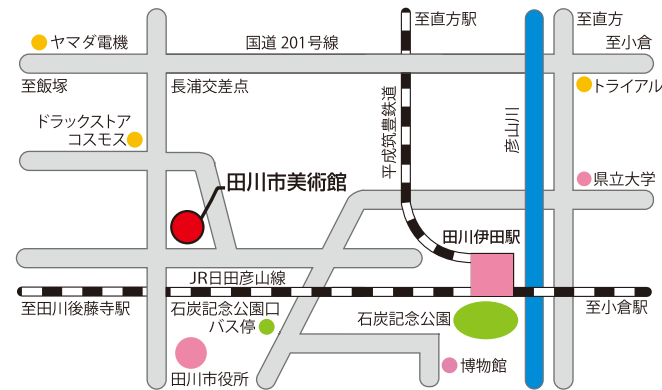 至直方駅
至直方
ヤマダ電機
国道201号線
至小倉
至飯塚
長浦交差点
トライアル
平成筑豊鉄道
彦山川
ドラックストア
コスモス
田川市美術館
県立大学
田川伊田駅
JR日田彦山線
至田川後藤寺駅
石炭記念公園口
バス停
石炭記念公園
至小倉駅
田川市役所
博物館